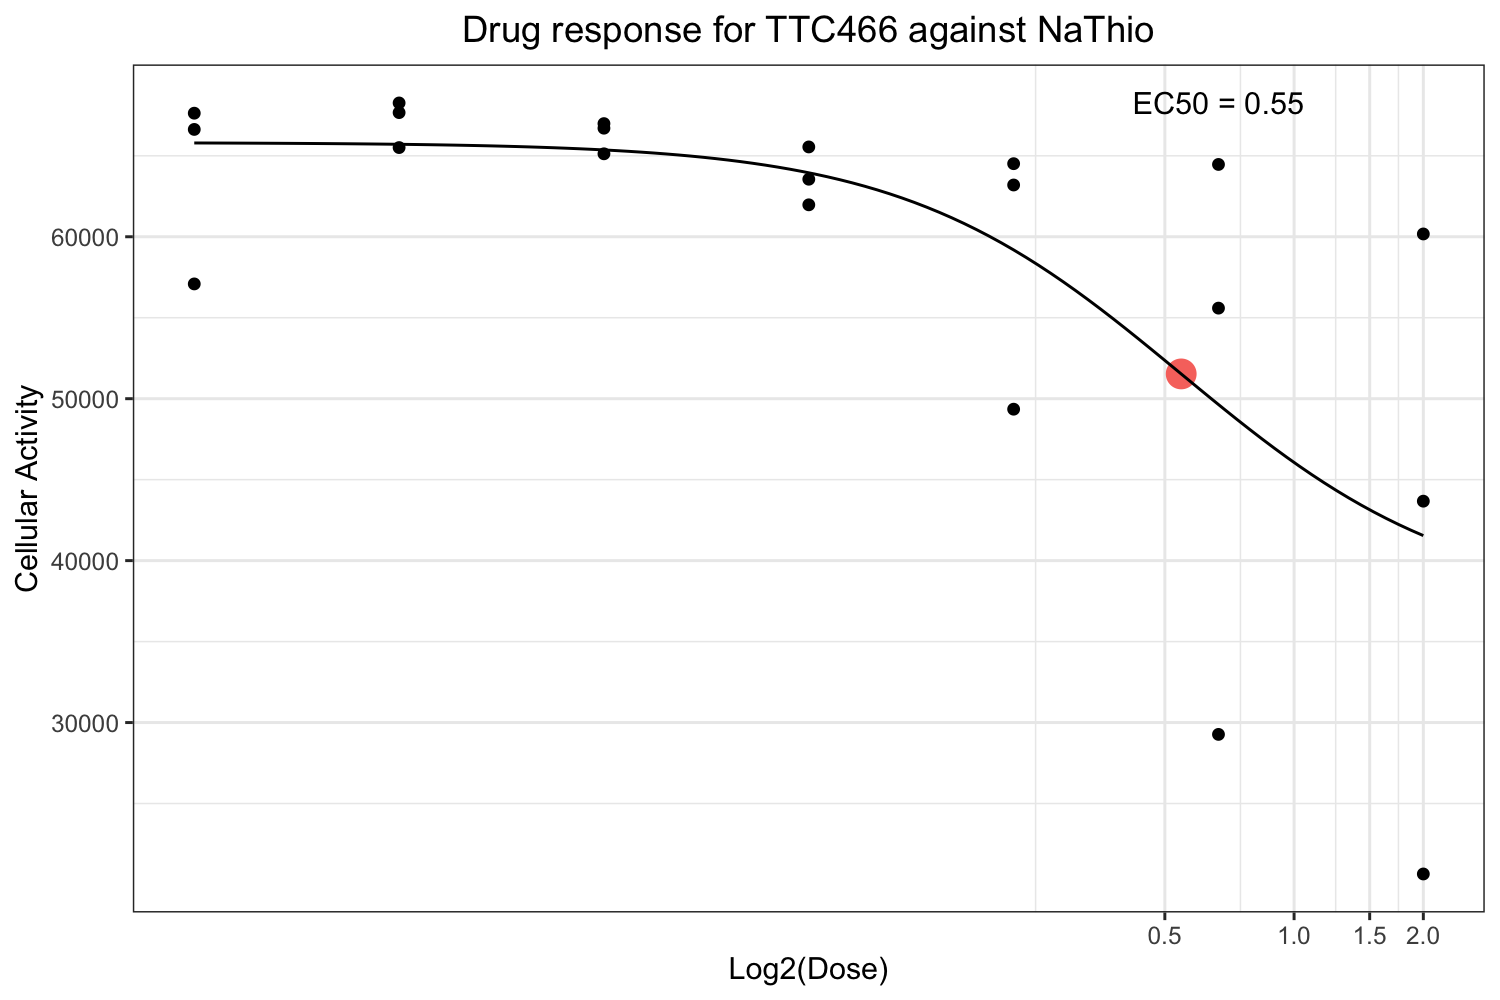 Drug response for TTC466 against NaThio
EC50 = 0.55
Cellular Activity
60000
50000
40000
30000
0.5 1.0 1.5 2.0
Log2(Dose)